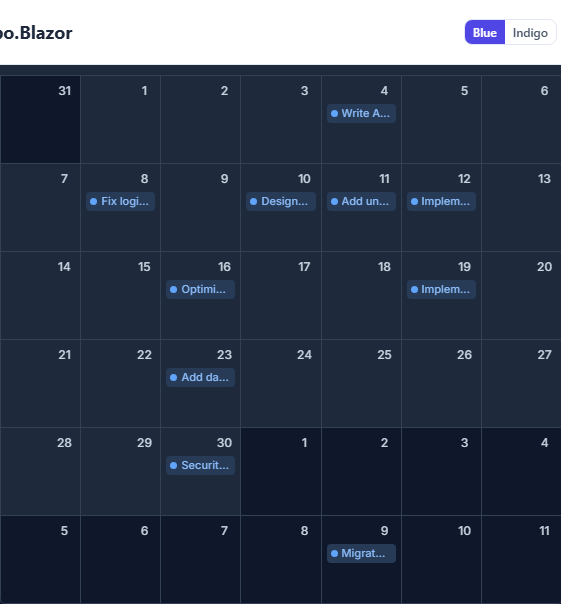 oo.Blazor
Blue Indigo
31 1 2 3 4 5 6
Write A...
7 8 9 10 11 12 13
Fix logi... Design... Add un... Implem...
14 15 16 17 18 19 20
Optimi... Implem...
21 22 23 24 25 26 27
Add da...
28 29 30 1 2 3 4
Securit...
5 6 7 8 9 10 11
Migrat...